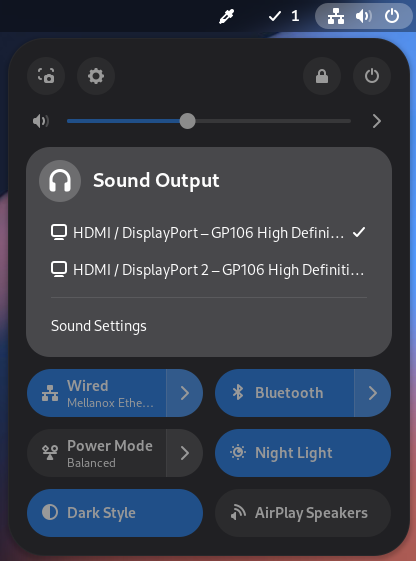 1
Sound Output
HDMI / DisplayPort – GP106 High Defini...
HDMI / DisplayPort 2 – GP106 High Definiti...
Sound Settings
Wired
Mellanox Ethe...
Bluetooth
Power Mode
Balanced
Night Light
Dark Style
AirPlay Speakers